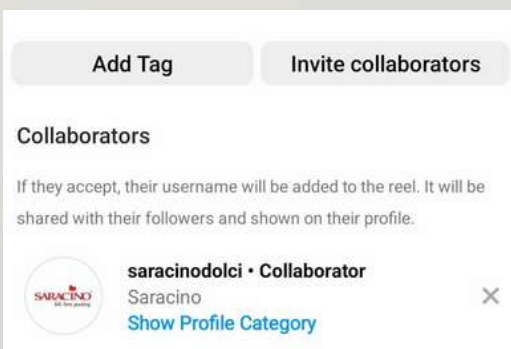 Add Tag
Invite collaborators
Collaborators
If they accept, their username will be added to the reel. It will be
shared with their followers and shown on their profile.
saracinodolci • Collaborator
SARACINO
Saracino
Show Profile Category